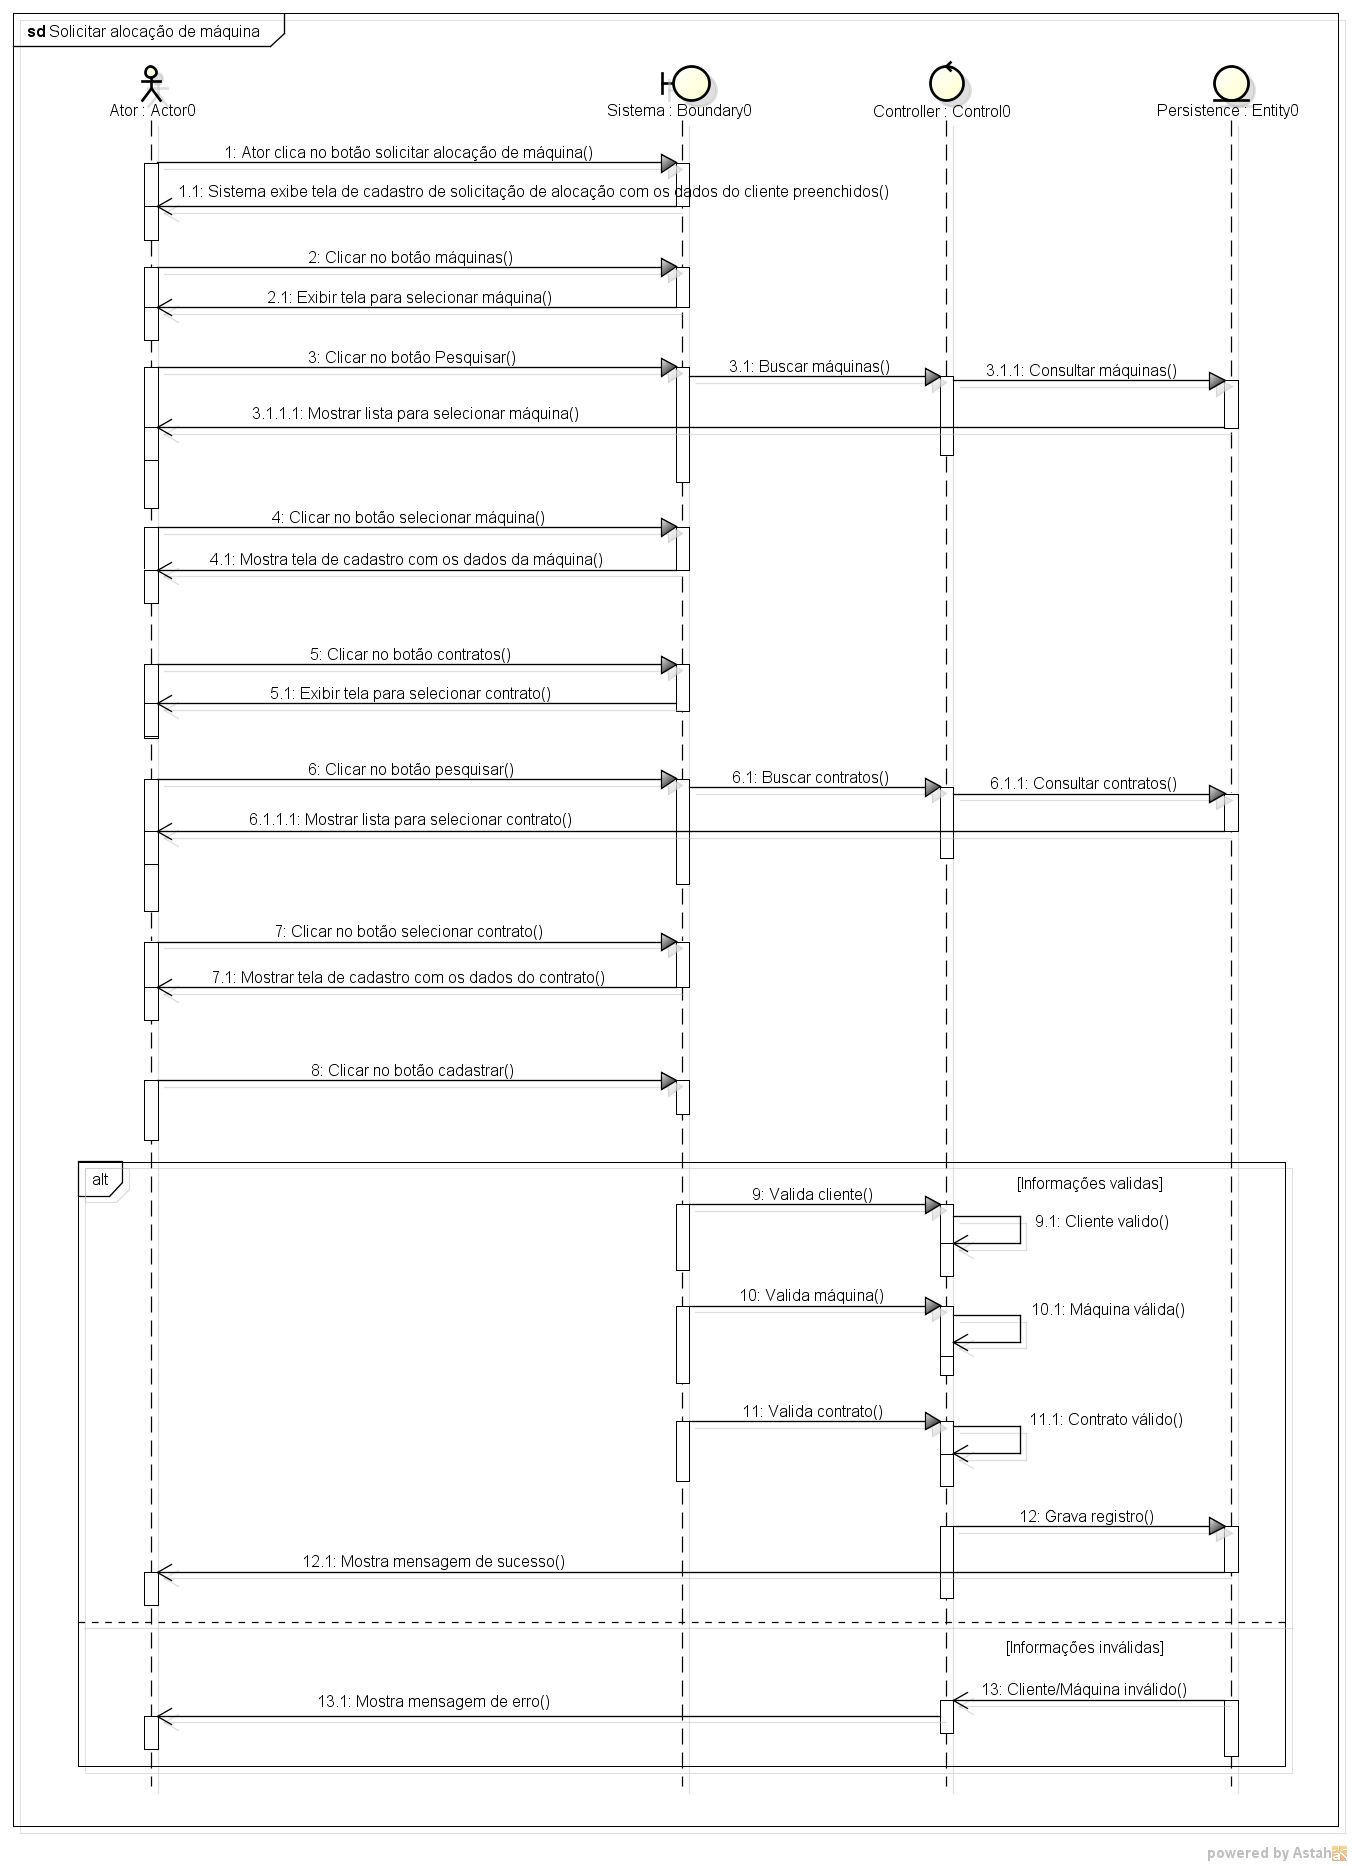 sd Solicitar alocação de máquina
Ator : Actor0
Sistema : Boundary0
Controller : Control0
Persistence : Entity0
1: Ator clica no botão solicitar alocação de máquina()
1.1: Sistema exibe tela de cadastro de solicitação de alocação com os dados do cliente preenchidos()
2: Clicar no botão máquinas()
2.1: Exibir tela para selecionar máquina()
3: Clicar no botão Pesquisar()
3.1: Buscar máquinas()
3.1.1: Consultar máquinas()
3.1.1.1: Mostrar lista para selecionar máquina()
4: Clicar no botão selecionar máquina()
4.1: Mostra tela de cadastro com os dados da máquina()
5: Clicar no botão contratos()
5.1: Exibir tela para selecionar contrato()
6: Clicar no botão pesquisar()
6.1: Buscar contratos()
6.1.1: Consultar contratos()
6.1.1.1: Mostrar lista para selecionar contrato()
7: Clicar no botão selecionar contrato()
7.1: Mostrar tela de cadastro com os dados do contrato()
8: Clicar no botão cadastrar()
alt
[Informações validas]
9: Valida cliente()
9.1: Cliente valido()
10: Valida máquina()
10.1: Máquina válida()
11: Valida contrato()
11.1: Contrato válido()
12: Grava registro()
12.1: Mostra mensagem de sucesso()
[Informações inválidas]
13: Cliente/Máquina inválido()
13.1: Mostra mensagem de erro()
powered by Astah